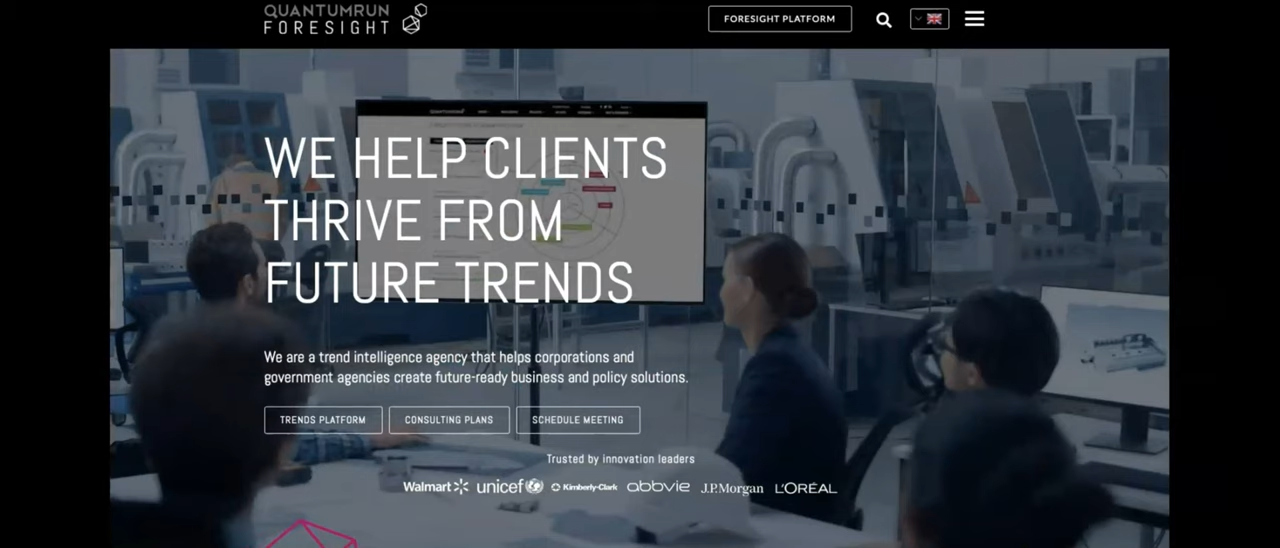 QUANTUMRUN
FORESIGHT
FORESIGHT PLATFORM
WE HELP CLIENTS
THRIVE FROM
FUTURE TRENDS
We are a trend intelligence agency that helps corporations and
government agencies create future-ready business and policy solutions.
TRENDS PLATFORM
CONSULTING PLANS
SCHEDULE MEETING
Trusted by innovation leaders
Walmart unicef Kimberly-Clark abbvie J.P.Morgan L'ORÉAL